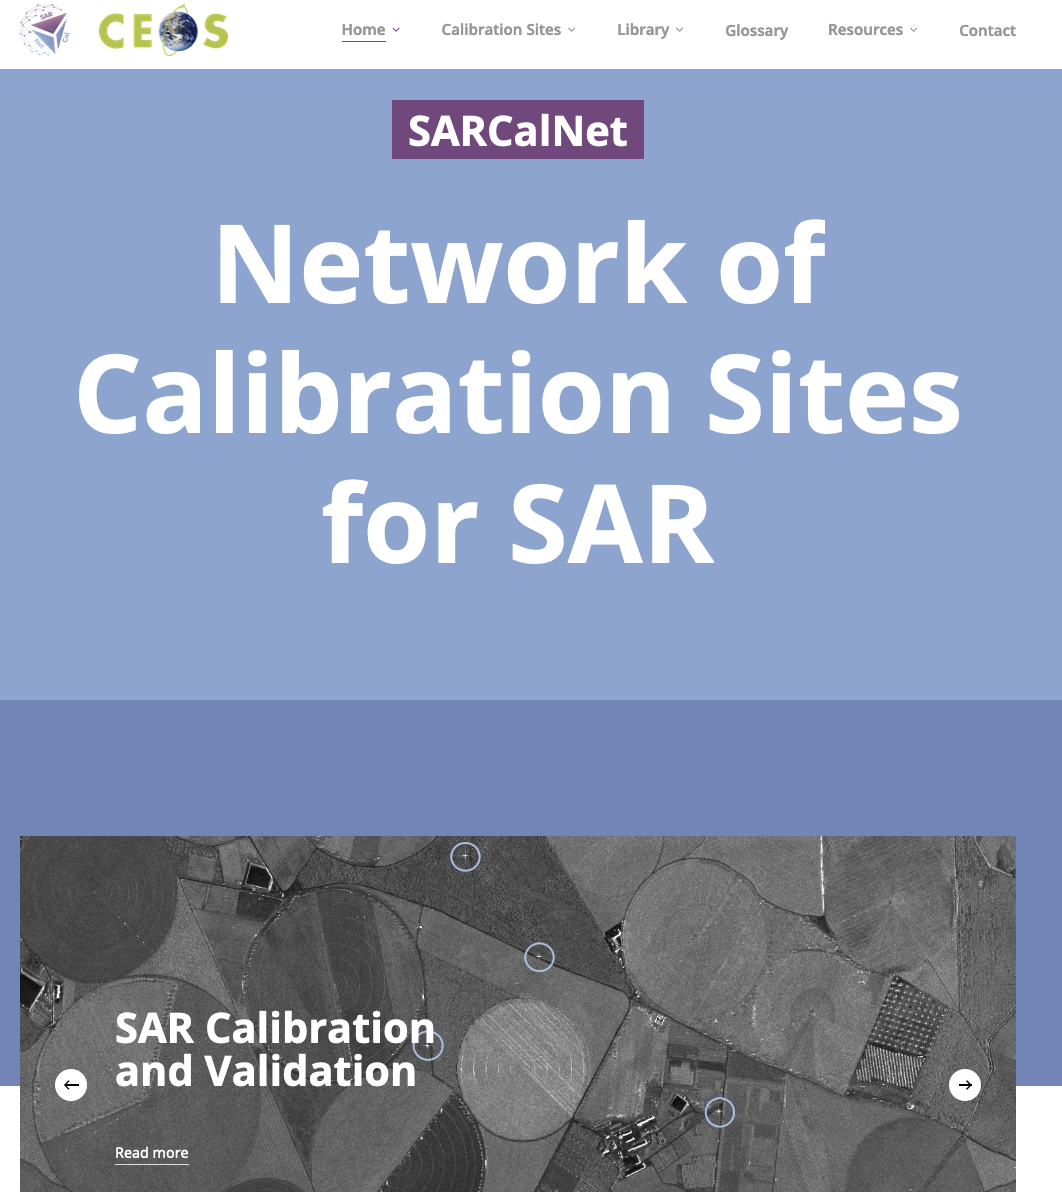 CEOS
Home
Calibration Sites
Library
Glossary
Resources
Contact
SARCalNet
Network of
Calibration Sites
for SAR
SAR Calibration
and Validation
Read more